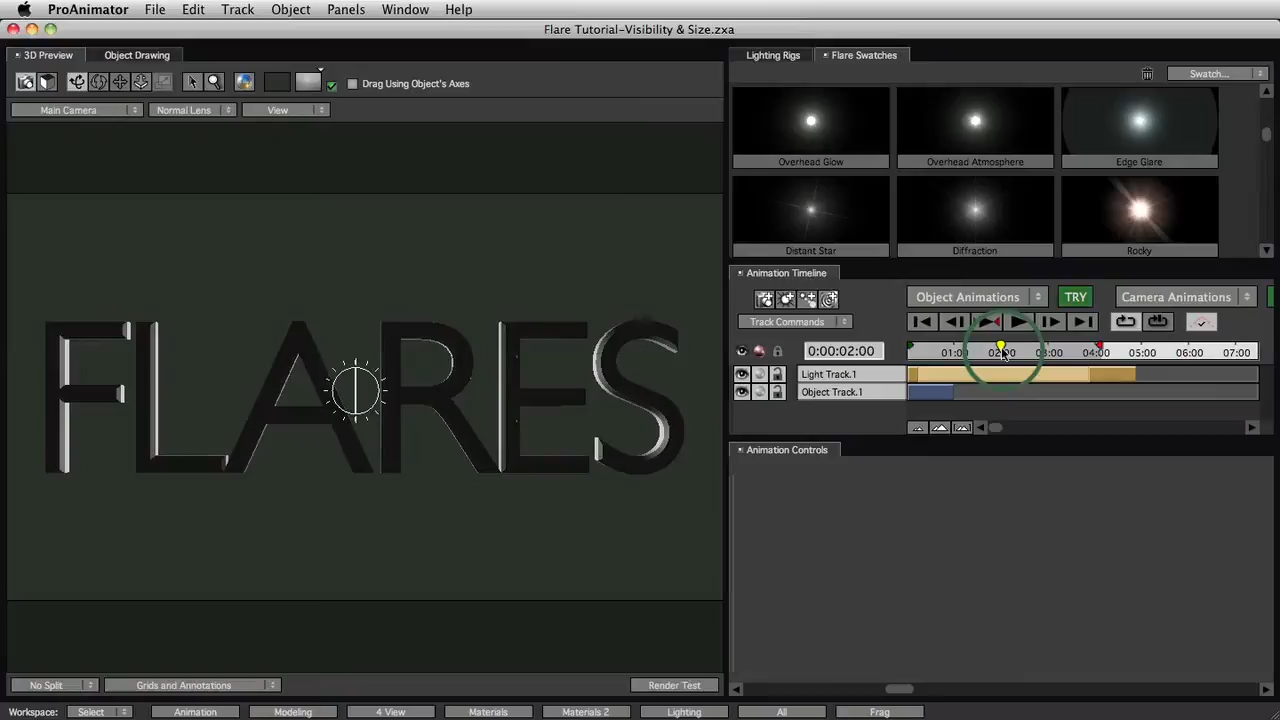 ProAnimator File Edit Track Object Panels Window Help
Flare Tutorial-Visibility & Size.zxa
3D Preview Object Drawing
Drag Using Object's Axes
Main Camera Normal Lens View
FLARES
No Split Grids and Annotations Render Test
Lighting Rigs Flare Swatches
Swatch...
Overhead Glow Overhead Atmosphere Edge Glare
Distant Star Diffraction Rocky
Animation Timeline
Object Animations TRY Camera Animations
Track Commands
0:00:02:00 01:00 02:00 03:00 04:00 05:00 06:00 07:00
Light Track.1
Object Track.1
Animation Controls
Workspace: Select Animation Modeling 4 View Materials Materials 2 Lighting All Frag